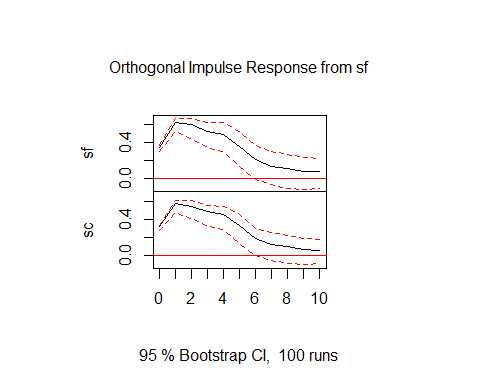 Orthogonal Impulse Response from sf
sf
0.0 0.4
sc
0.0 0.4
0 2 4 6 8 10
95 % Bootstrap CI, 100 runs